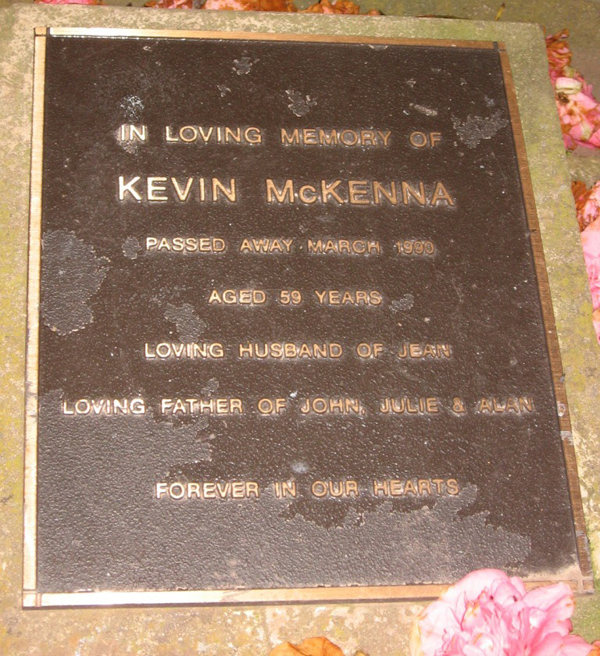 IN LOVING MEMORY OF
KEVIN McKENNA
PASSED AWAY MARCH 1990
AGED 59 YEARS
LOVING HUSBAND OF JEAN
LOVING FATHER OF JOHN, JULIE & ALAN
FOREVER IN OUR HEARTS